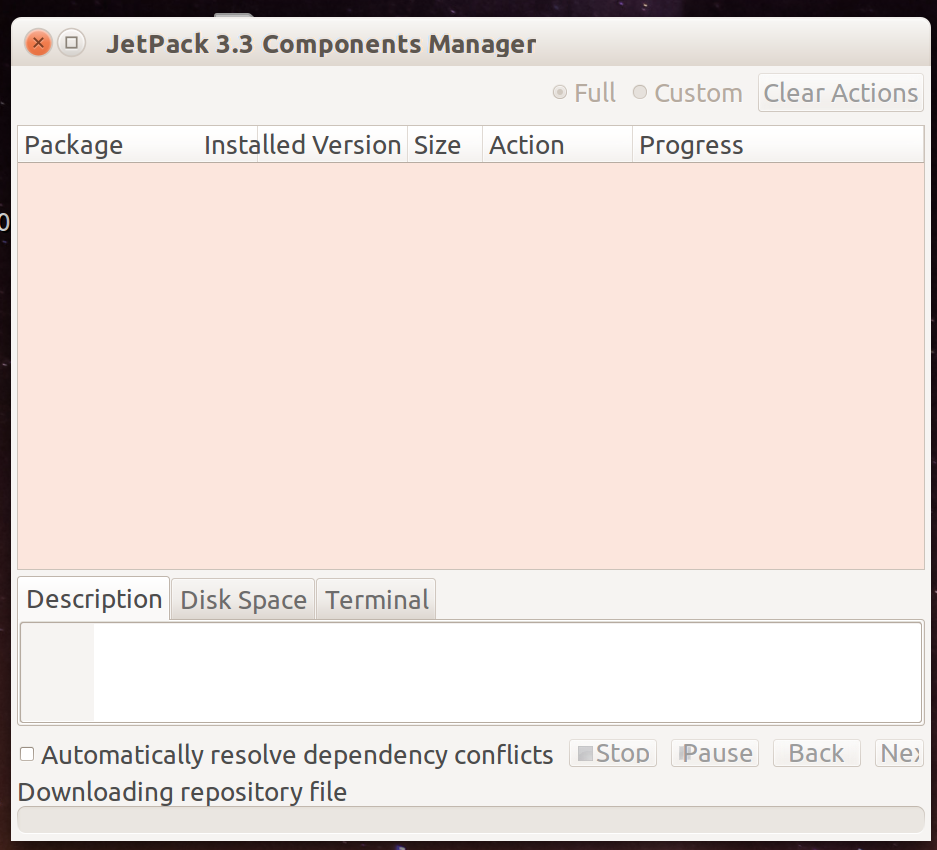 JetPack 3.3 Components Manager
Full Custom Clear Actions
Package Installed Version Size Action Progress
0
Description Disk Space Terminal
Automatically resolve dependency conflicts Stop Pause Back
Downloading repository file